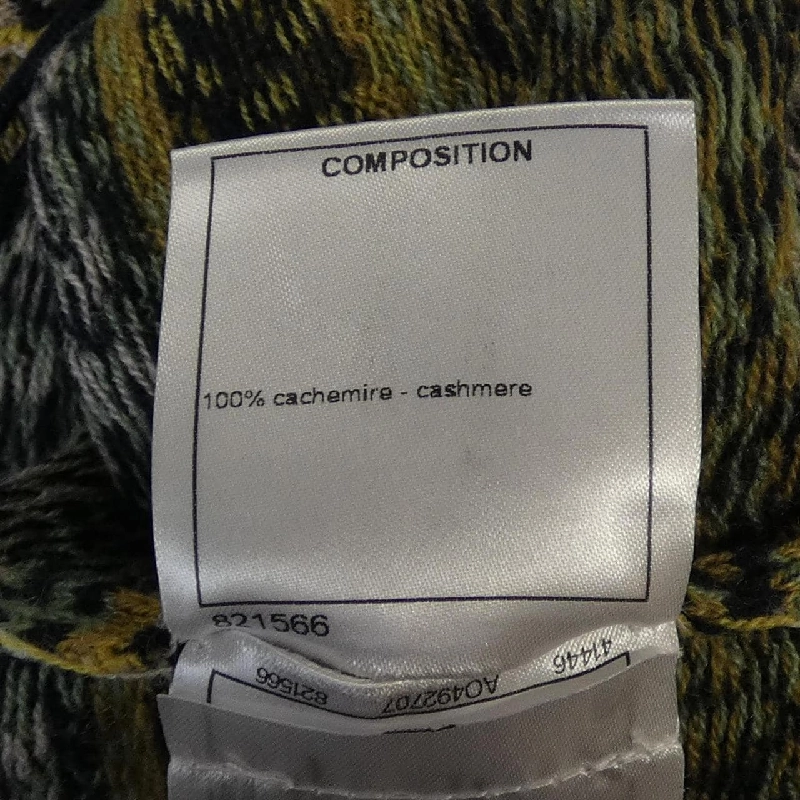 COMPOSITION
100% cachemire - cashmere
821566
821566 AO492707 41446